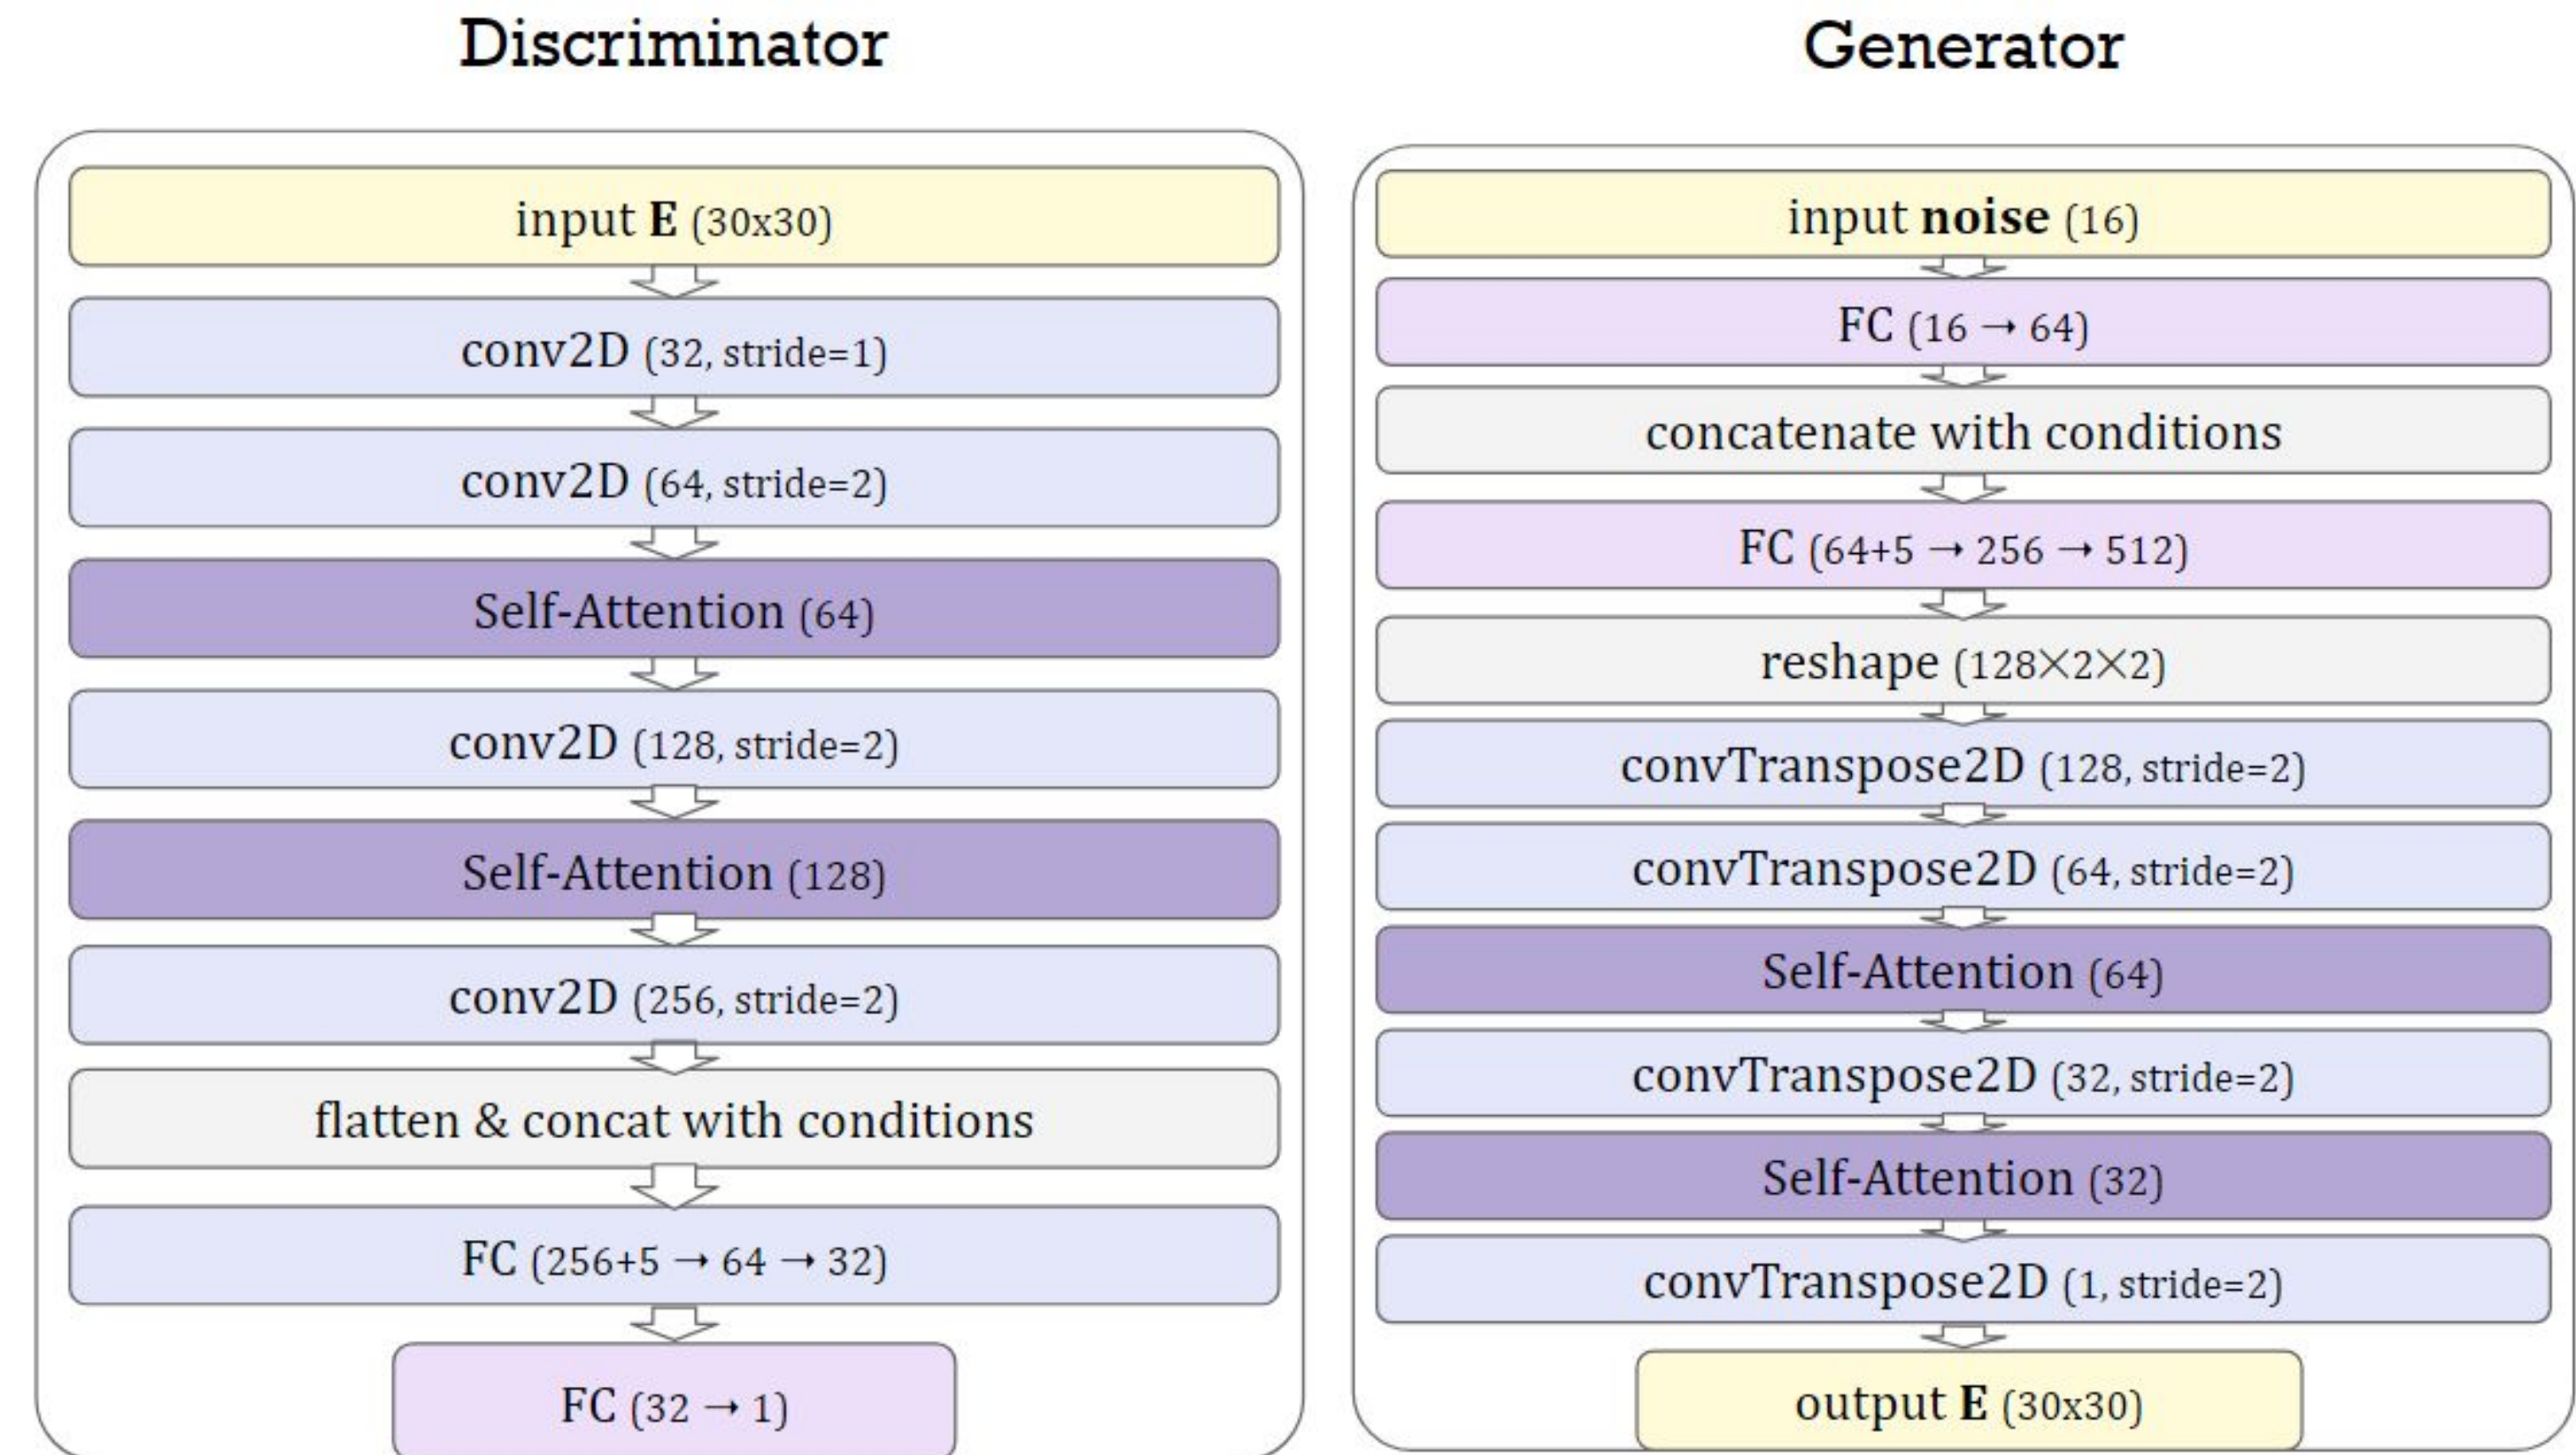 Discriminator
input E (30x30)
conv2D (32, stride=1)
conv2D (64, stride=2)
Self-Attention (64)
conv2D (128, stride=2)
Self-Attention (128)
conv2D (256, stride=2)
flatten & concat with conditions
FC (256+5 → 64 → 32)
FC (32 → 1)
Generator
input noise (16)
FC (16 → 64)
concatenate with conditions
FC (64+5 → 256 → 512)
reshape (128×2×2)
convTranspose2D (128, stride=2)
convTranspose2D (64, stride=2)
Self-Attention (64)
convTranspose2D (32, stride=2)
Self-Attention (32)
convTranspose2D (1, stride=2)
output E (30x30)